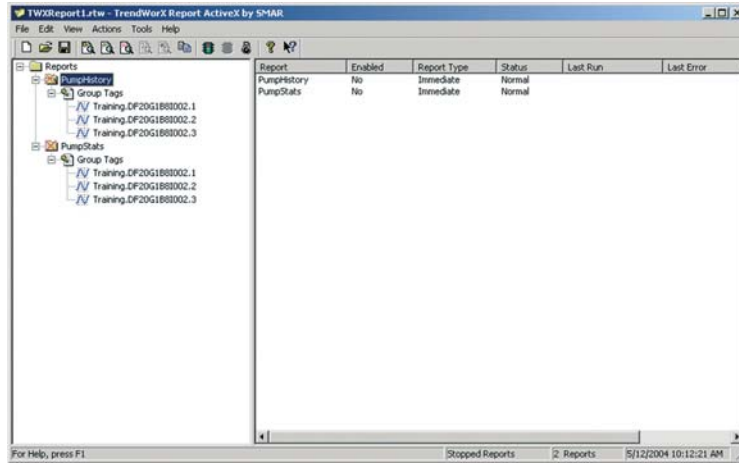 TWXReport1.rtw - TrendWorX Report ActiveX by SMAR
File Edit View Actions Tools Help
Reports
PumpHistory
Group Tags
Training.DF20G1B8I002.1
Training.DF20G1B8I002.2
Training.DF20G1B8I002.3
PumpStats
Group Tags
Training.DF20G1B8I002.1
Training.DF20G1B8I002.2
Training.DF20G1B8I002.3
Report Enabled Report Type Status Last Run Last Error
PumpHistory No Immediate Normal
PumpStats No Immediate Normal
For Help, press F1 Stopped Reports 2 Reports 5/12/2004 10:12:21 AM